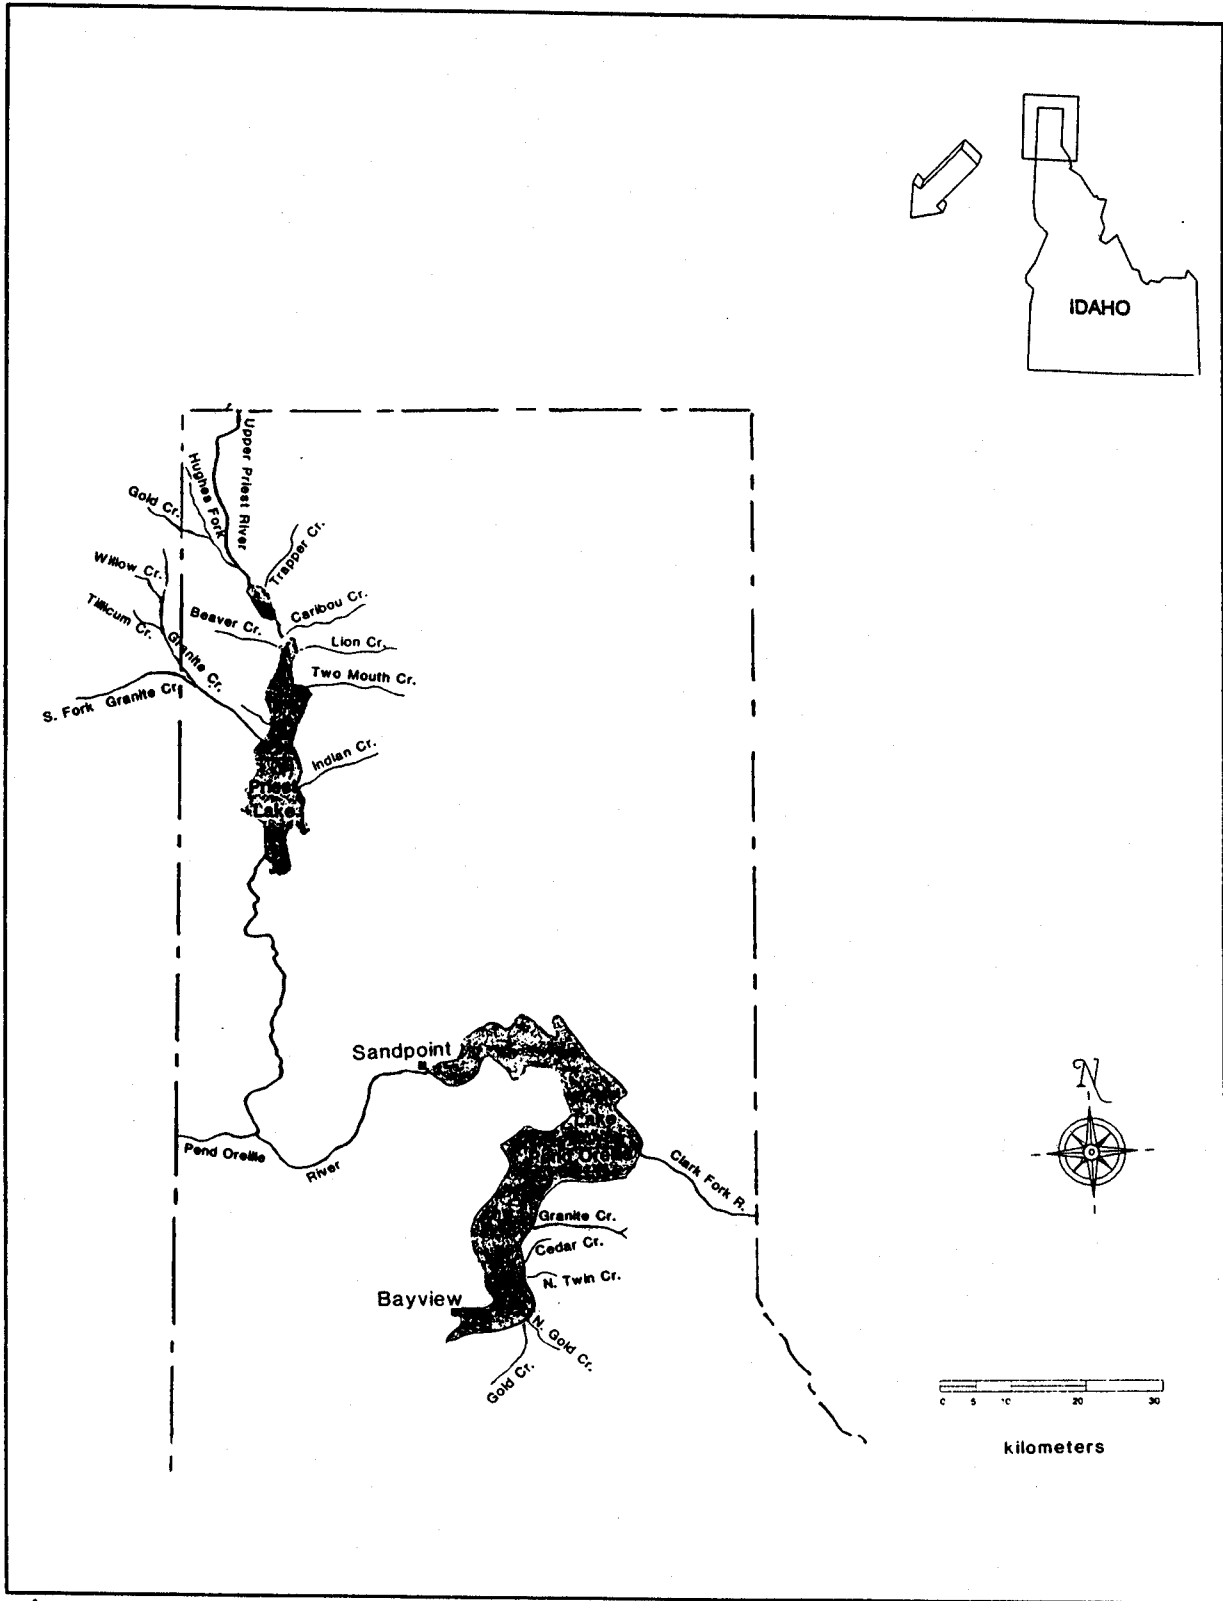 IDAHO
Upper Priest River
Hughes Fork
Gold Cr.
Trapper Cr.
Willow Cr.
Tillicum Cr.
Granite Cr.
Beaver Cr.
Caribou Cr.
Lion Cr.
Two Mouth Cr.
S. Fork Granite Cr.
Indian Cr.
Priest
Lake
Sandpoint
N
Lake
Pend Oreille
Pend Oreille
River
Clark Fork R.
Granite Cr.
Cedar Cr.
N. Twin Cr.
Bayview
N. Gold Cr.
Gold Cr.
0 5 10 20 30
kilometers